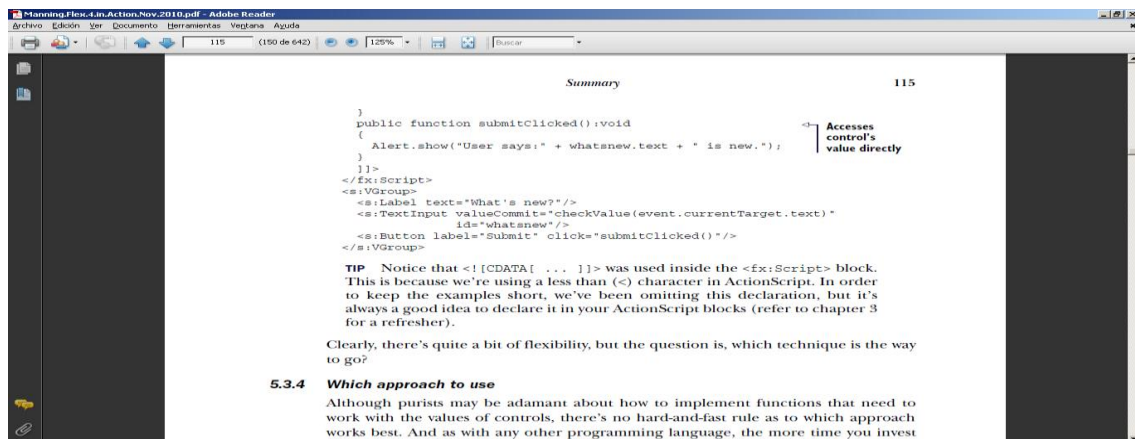 Manning.Flex.4.in.Action.Nov.2010.pdf - Adobe Reader
Archivo Edición Ver Documento Herramientas Ventana Ayuda
115 (150 de 642) 125% Buscar
Summary 115
}
public function submitClicked():void
{
Alert.show("User says:" + whatsnew.text + " is new.");
}
]]>
</fx:Script>
<s:VGroup>
<s:Label text="What's new?"/>
<s:TextInput valueCommit="checkValue(event.currentTarget.text)"
id="whatsnew"/>
<s:Button label="Submit" click="submitClicked()"/>
</s:VGroup>
Accesses
control's
value directly
TIP Notice that <![CDATA[ ... ]]> was used inside the <fx:Script> block.
This is because we're using a less than (<) character in ActionScript. In order
to keep the examples short, we've been omitting this declaration, but it's
always a good idea to declare it in your ActionScript blocks (refer to chapter 3
for a refresher).
Clearly, there's quite a bit of flexibility, but the question is, which technique is the way
to go?
5.3.4 Which approach to use
Although purists may be adamant about how to implement functions that need to
work with the values of controls, there's no hard-and-fast rule as to which approach
works best. And as with any other programming language, the more time you invest